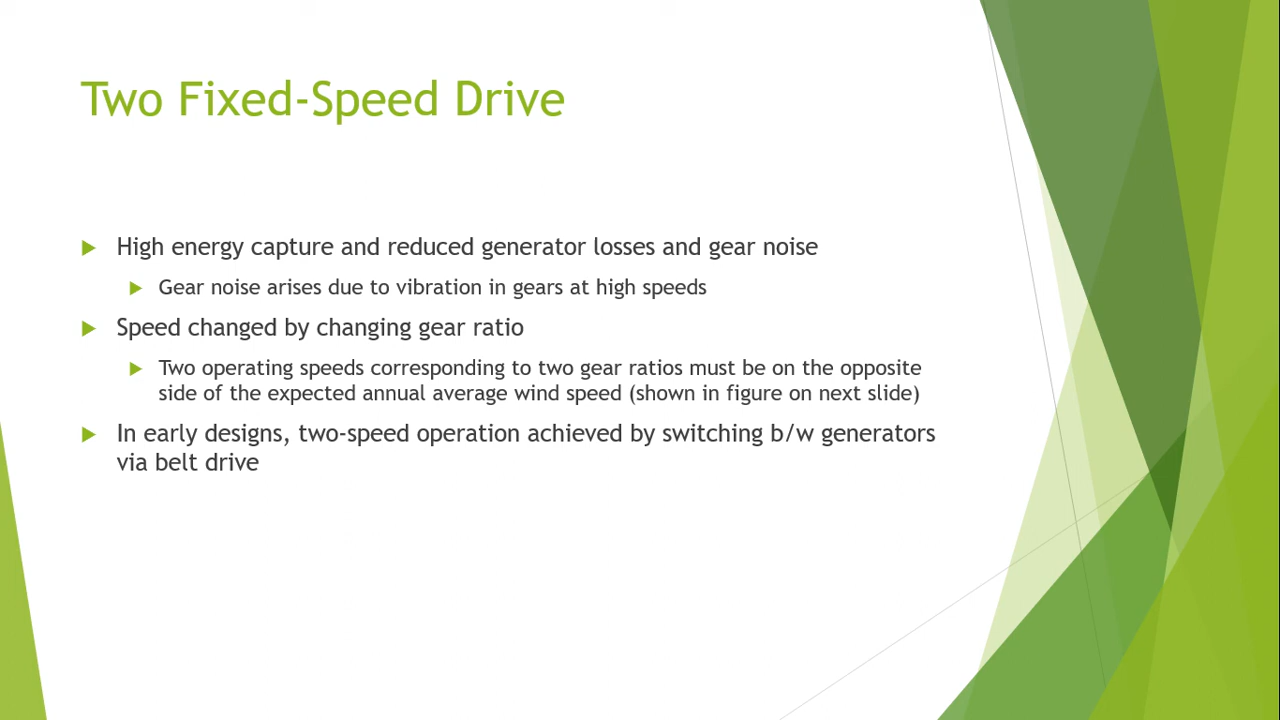 Two Fixed-Speed Drive
High energy capture and reduced generator losses and gear noise
Gear noise arises due to vibration in gears at high speeds
Speed changed by changing gear ratio
Two operating speeds corresponding to two gear ratios must be on the opposite
side of the expected annual average wind speed (shown in figure on next slide)
In early designs, two-speed operation achieved by switching b/w generators
via belt drive